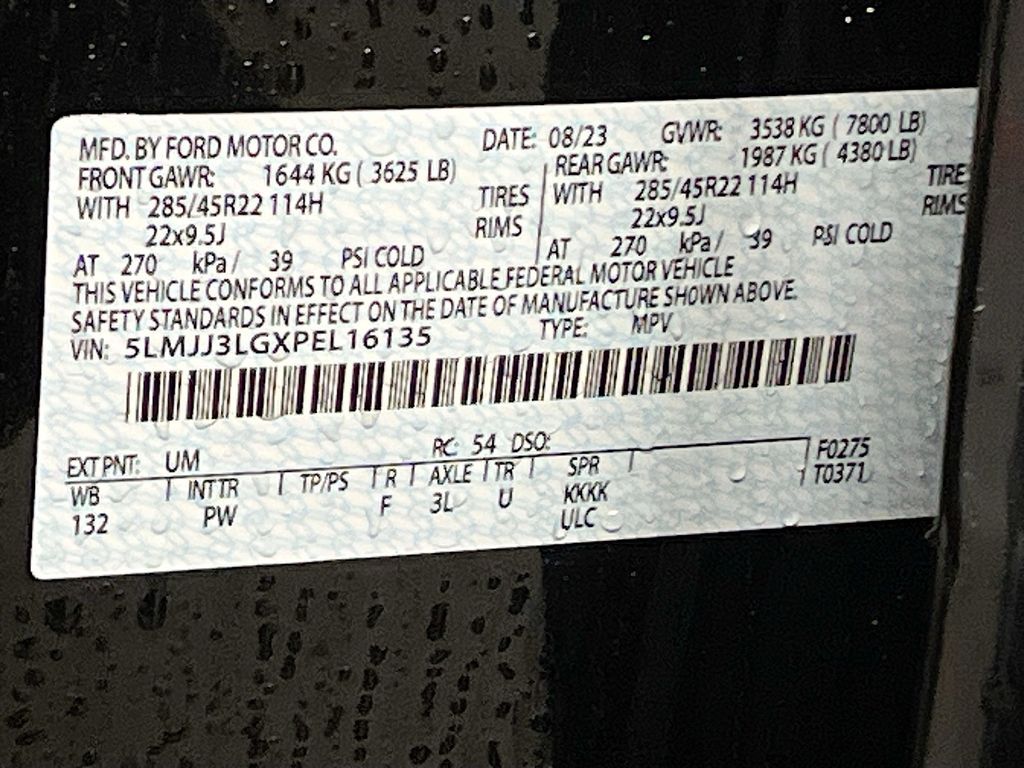 MFD. BY FORD MOTOR CO. DATE: 08/23 GVWR: 3538 KG ( 7800 LB)
FRONT GAWR: 1644 KG ( 3625 LB) REAR GAWR: 1987 KG ( 4380 LB)
WITH 285/45R22 114H TIRES WITH 285/45R22 114H TIRE
22x9.5J RIMS 22x9.5J RIMS
AT 270 kPa / 39 PSI COLD AT 270 kPa / 39 PSI COLD
THIS VEHICLE CONFORMS TO ALL APPLICABLE FEDERAL MOTOR VEHICLE
SAFETY STANDARDS IN EFFECT ON THE DATE OF MANUFACTURE SHOWN ABOVE.
VIN: 5LMJJ3LGXPEL16135 TYPE: MPV
EXT PNT: UM RC: 54 DSO: F0275
WB INT TR TP/PS R AXLE TR SPR T0371
132 PW F 3L U KKKK
ULC